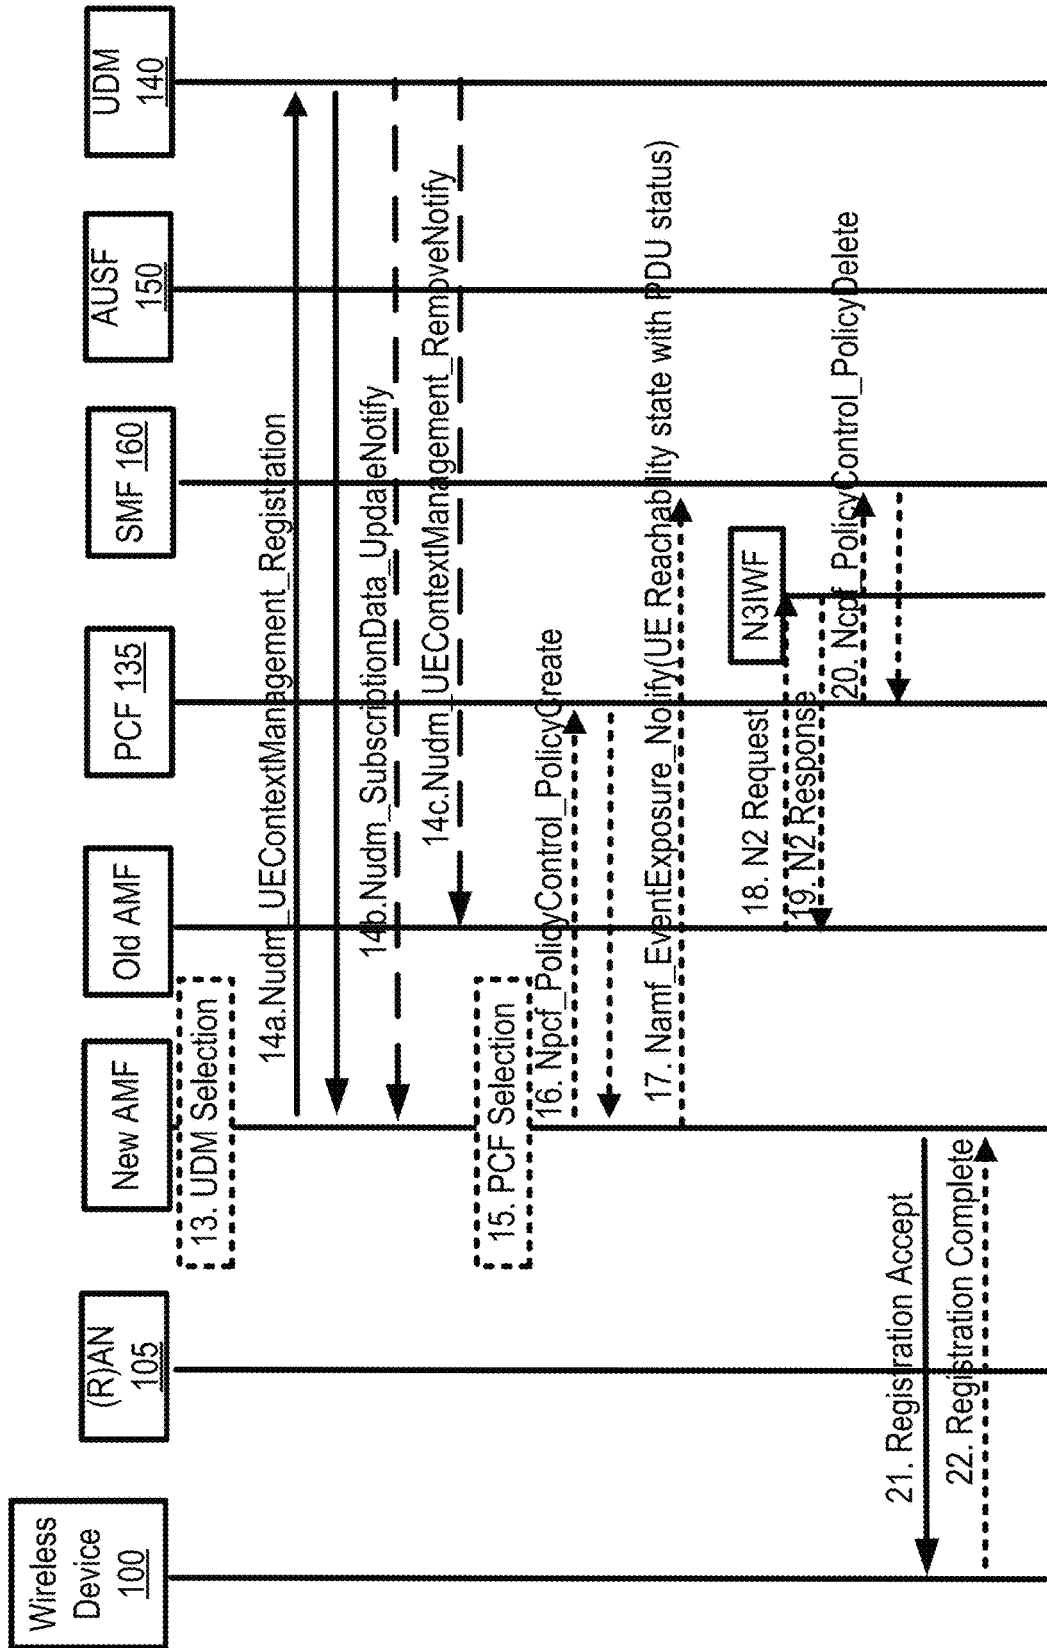 Wireless
Device
100
(R)AN
105
New AMF
Old AMF
PCF 135
SMF 160
AUSF
150
UDM
140
13. UDM Selection
14a.Nudm_UEContextManagement_Registration
14b.Nudm_SubscriptionData_UpdateNotify
14c.Nudm_UEContextManagement_RemoveNotify
15. PCF Selection
16. Npcf_PolicyControl_PolicyCreate
17. Namf_EventExposure_Notify(UE Reachability state with PDU status)
N3IWF
18. N2 Request
19. N2 Response
20. Ncpf_PolicyControl_PolicyDelete
21. Registration Accept
22. Registration Complete